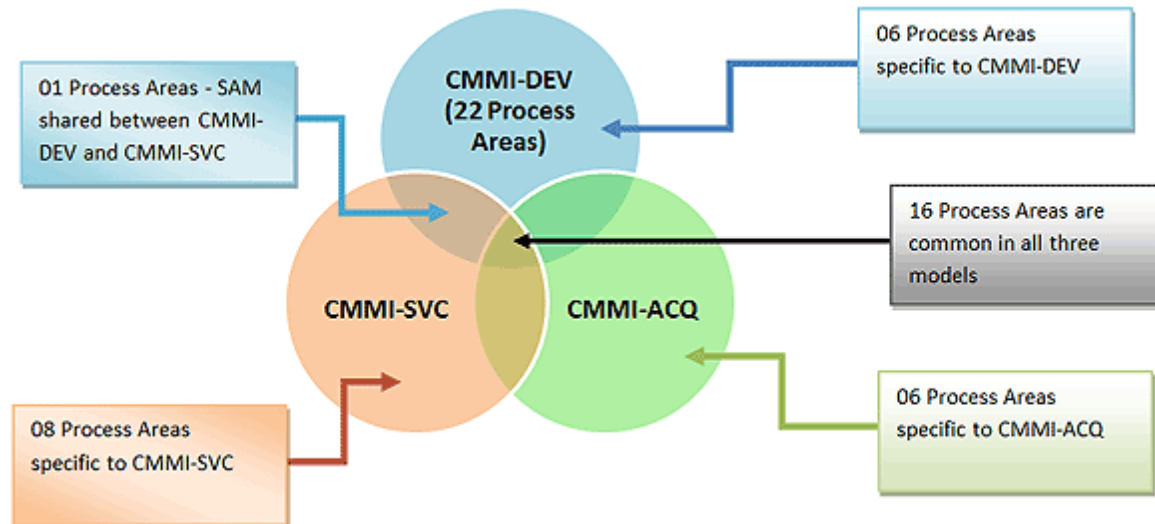 06 Process Areas
specific to CMMI-DEV
01 Process Areas - SAM
shared between CMMI-
DEV and CMMI-SVC
CMMI-DEV
(22 Process
Areas)
16 Process Areas are
common in all three
models
CMMI-SVC
CMMI-ACQ
06 Process Areas
specific to CMMI-ACQ
08 Process Areas
specific to CMMI-SVC